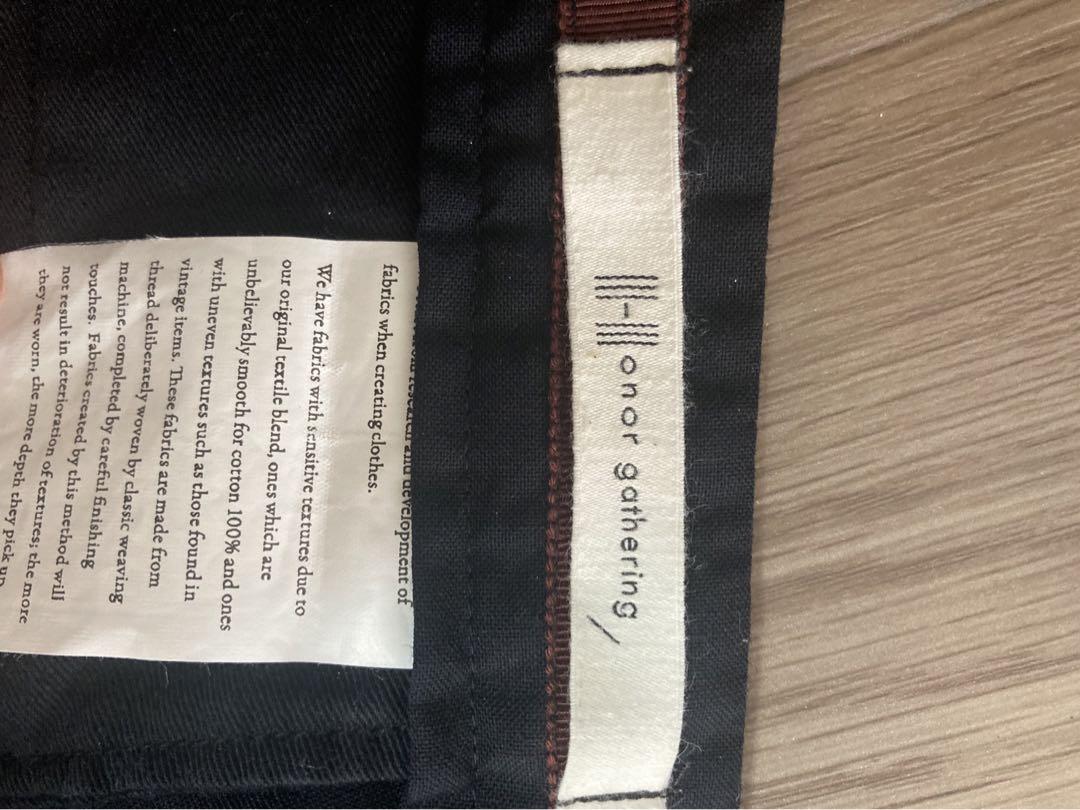 Honor gathering/
development of
fabrics when creating clothes.
We have fabrics with sensitive textures due to
our original textile blend, ones which are
unbelievably smooth for cotton 100% and ones
with uneven textures such as those found in
vintage items. These fabrics are made from
thread deliberately woven by classic weaving
machine, completed by careful finishing
touches. Fabrics created by this method will
not result in deterioration of textures; the more
they are worn, the more depth they pick up